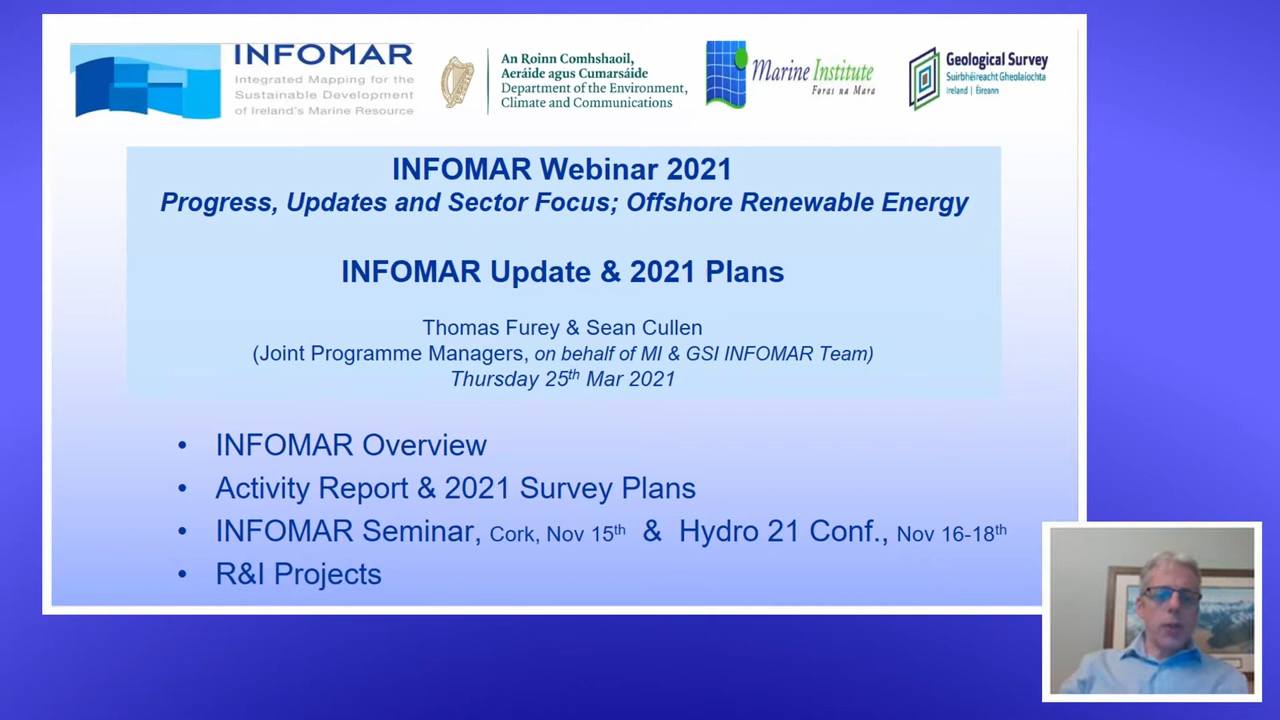 INFOMAR
Integrated Mapping for the
Sustainable Development
of Ireland's Marine Resource
An Roinn Comhshaoil,
Aeráide agus Cumarsáide
Department of the Environment,
Climate and Communications
Marine Institute
Foras na Mara
Geological Survey
Suirbhéireacht Gheolaíochta
Ireland | Éireann
INFOMAR Webinar 2021
Progress, Updates and Sector Focus; Offshore Renewable Energy
INFOMAR Update & 2021 Plans
Thomas Furey & Sean Cullen
(Joint Programme Managers, on behalf of MI & GSI INFOMAR Team)
Thursday 25th Mar 2021
• INFOMAR Overview
• Activity Report & 2021 Survey Plans
• INFOMAR Seminar, Cork, Nov 15th & Hydro 21 Conf., Nov 16-18th
• R&I Projects